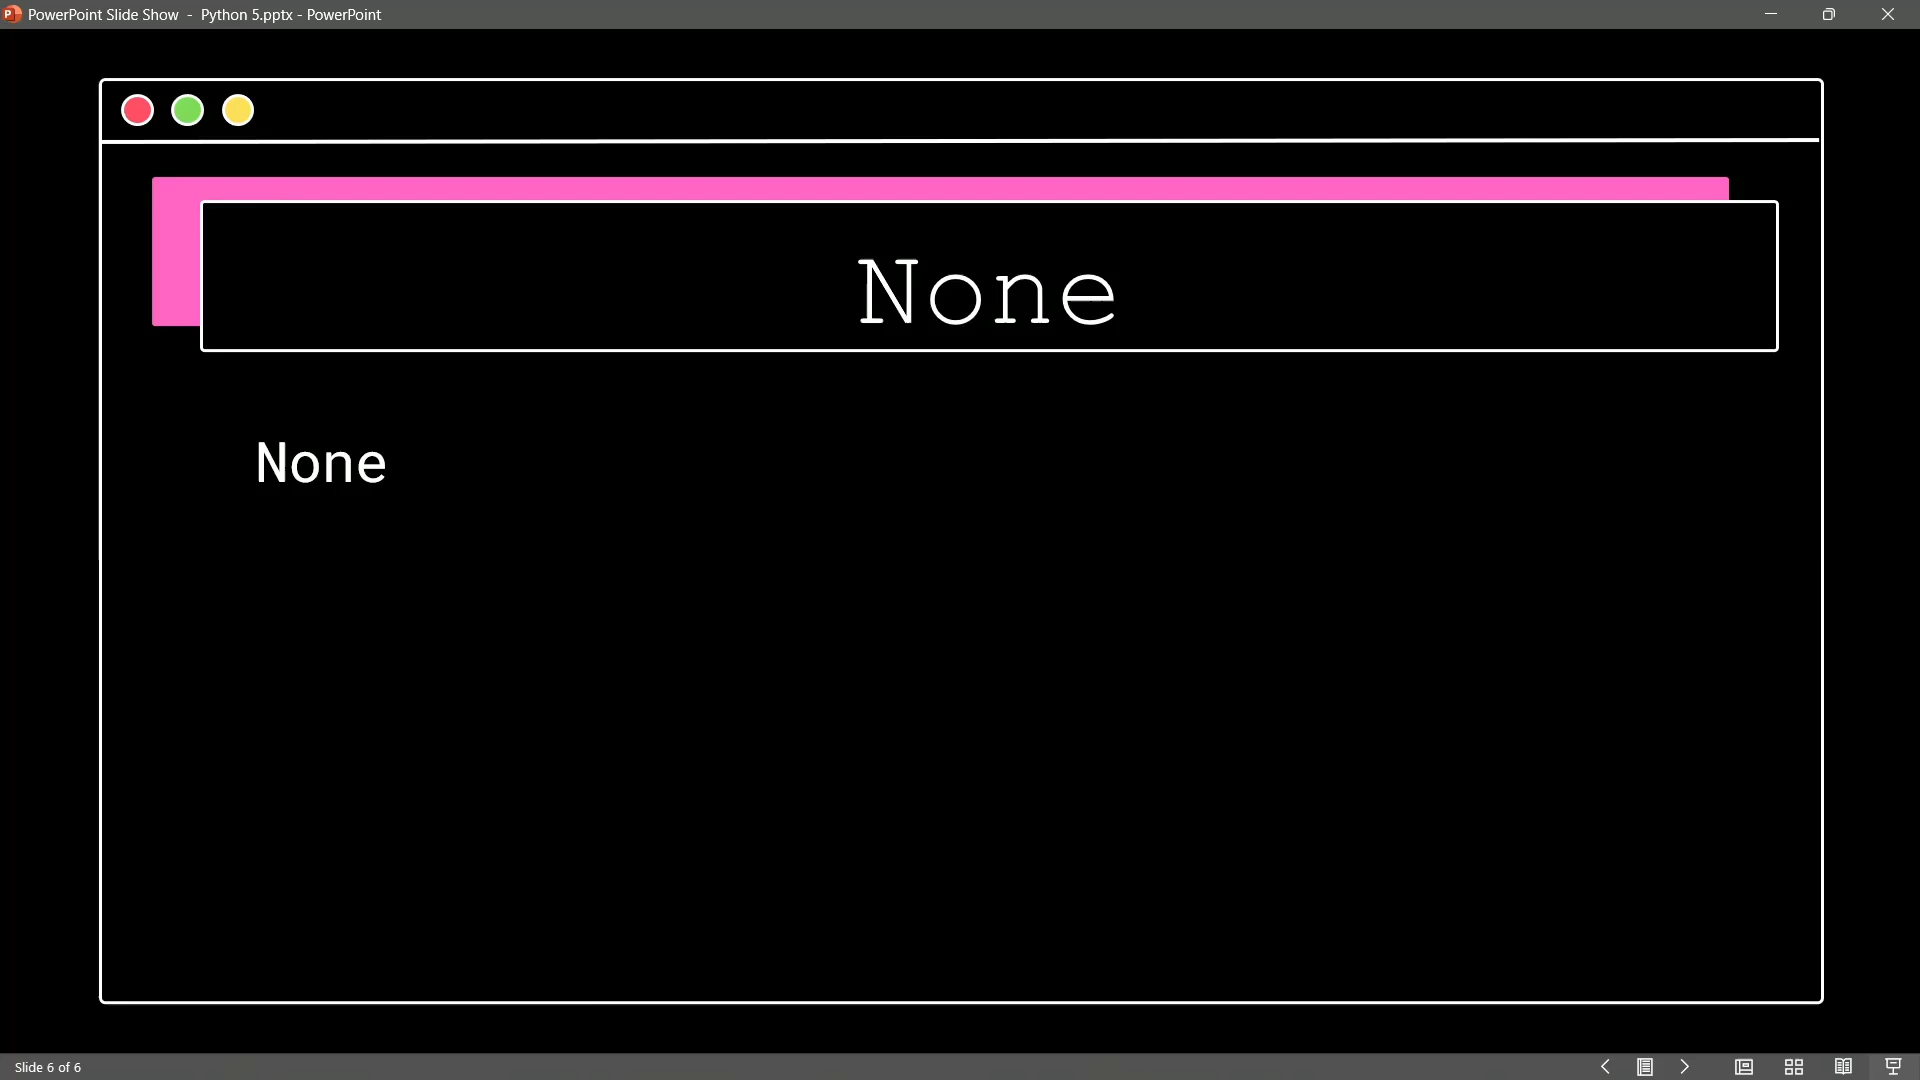 PowerPoint Slide Show - Python 5.pptx - PowerPoint
None
None
Slide 6 of 6